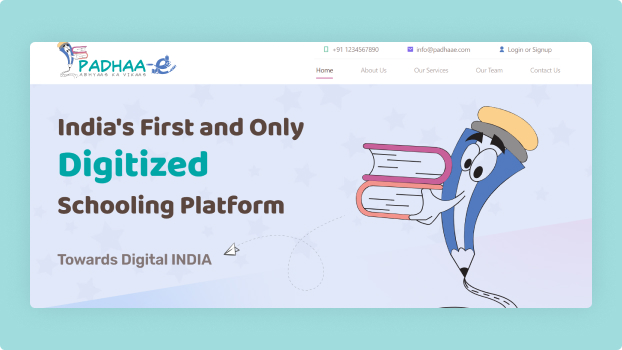 PADHAA-e
ABHYAAS KA VIKAAS
+91 1234567890
info@padhaae.com
Login or Signup
Home
About Us
Our Services
Our Team
Contact Us
India's First and Only
Digitized
Schooling Platform
Towards Digital INDIA